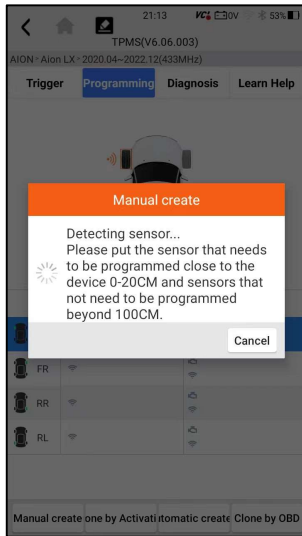 21:13 VCI 0V 53%
TPMS(V6.06.003)
AION>Aion LX>2020.04~2022.12(433MHz)
Trigger Programming Diagnosis Learn Help
Manual create
Detecting sensor...
Please put the sensor that needs
to be programmed close to the
device 0-20CM and sensors that
not need to be programmed
beyond 100CM.
Cancel
FR
RR
RL
Manual create one by Activati utomatic create Clone by OBD